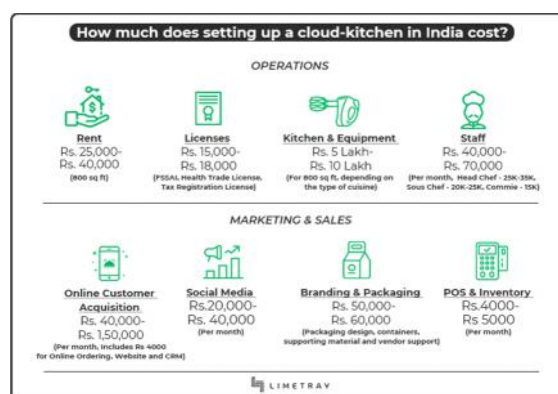 How much does setting up a cloud-kitchen in India cost?
OPERATIONS
Rent
Rs. 25,000-
Rs. 40,000
(800 sq ft)
Licenses
Rs. 15,000-
Rs. 18,000
(FSSAI, Health Trade License,
Tax Registration License)
Kitchen & Equipment
Rs. 5 Lakh-
Rs. 10 Lakh
(For 800 sq ft, depending on
the type of cuisine)
Staff
Rs. 40,000-
Rs. 70,000
(Per month, Head Chef - 25K-35K,
Sous Chef - 20K-25K, Commie - 15K)
MARKETING & SALES
Online Customer
Acquisition
Rs. 40,000-
Rs. 1,50,000
(Per month, Includes Rs 4000
for Online Ordering, Website and CRM)
Social Media
Rs.20,000-
Rs. 40,000
(Per month)
Branding & Packaging
Rs. 50,000-
Rs. 60,000
(Packaging design, containers,
supporting material and vendor support)
POS & Inventory
Rs.4000-
Rs 5000
(Per month)
LIMETRAY